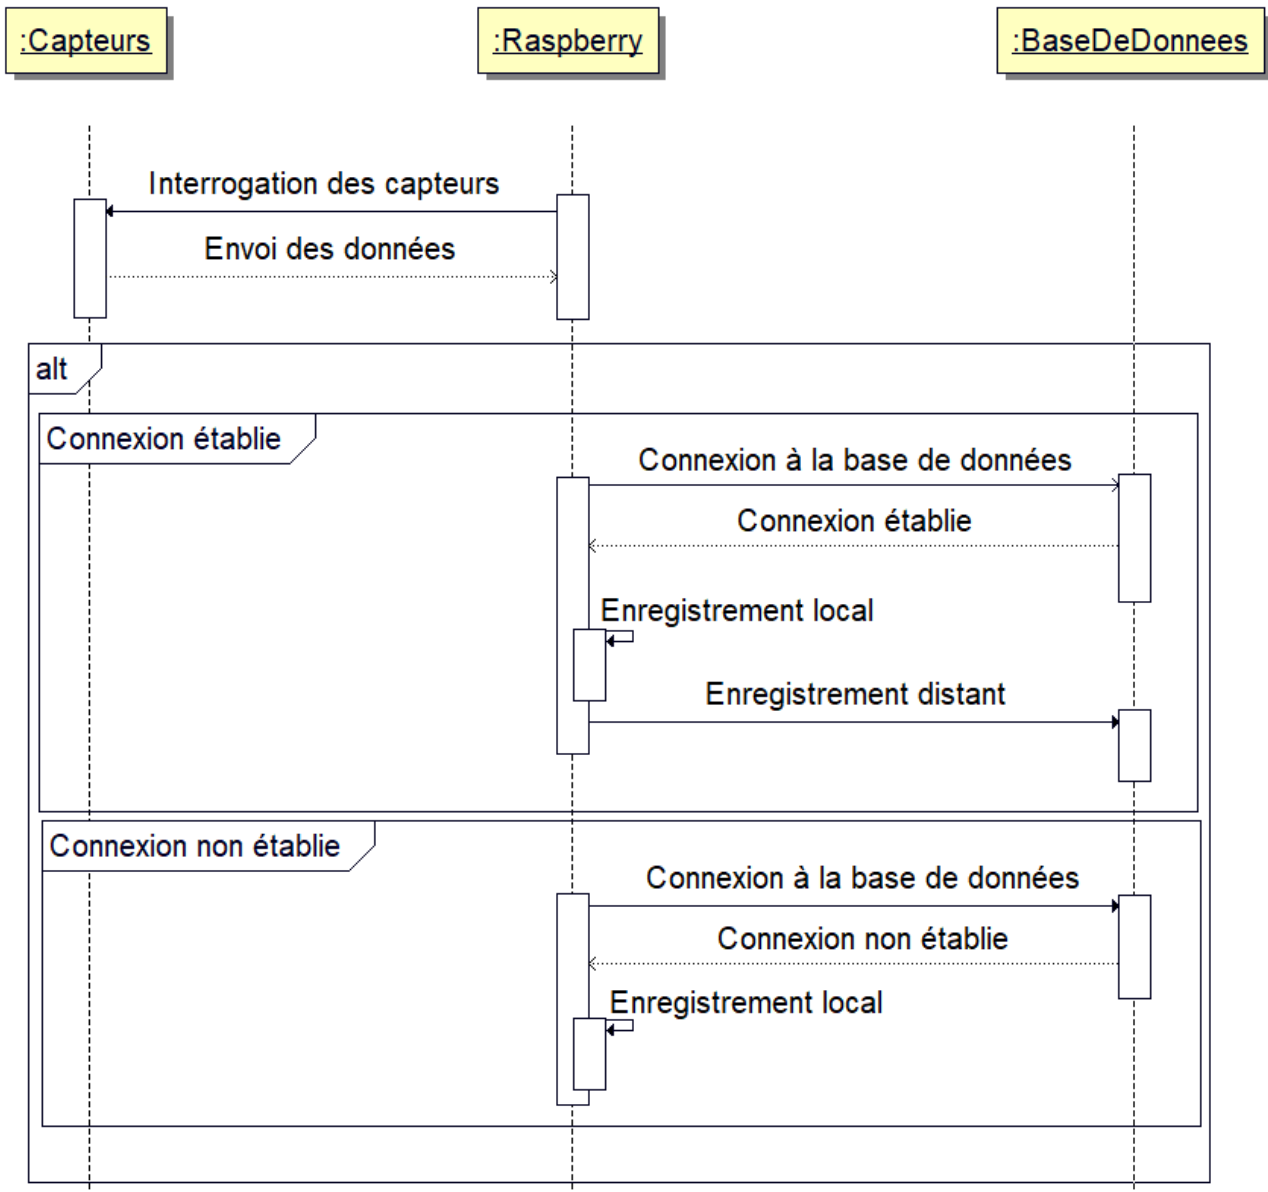 :Capteurs
:Raspberry
:BaseDeDonnees
Interrogation des capteurs
Envoi des données
alt
Connexion établie
Connexion à la base de données
Connexion établie
Enregistrement local
Enregistrement distant
Connexion non établie
Connexion à la base de données
Connexion non établie
Enregistrement local